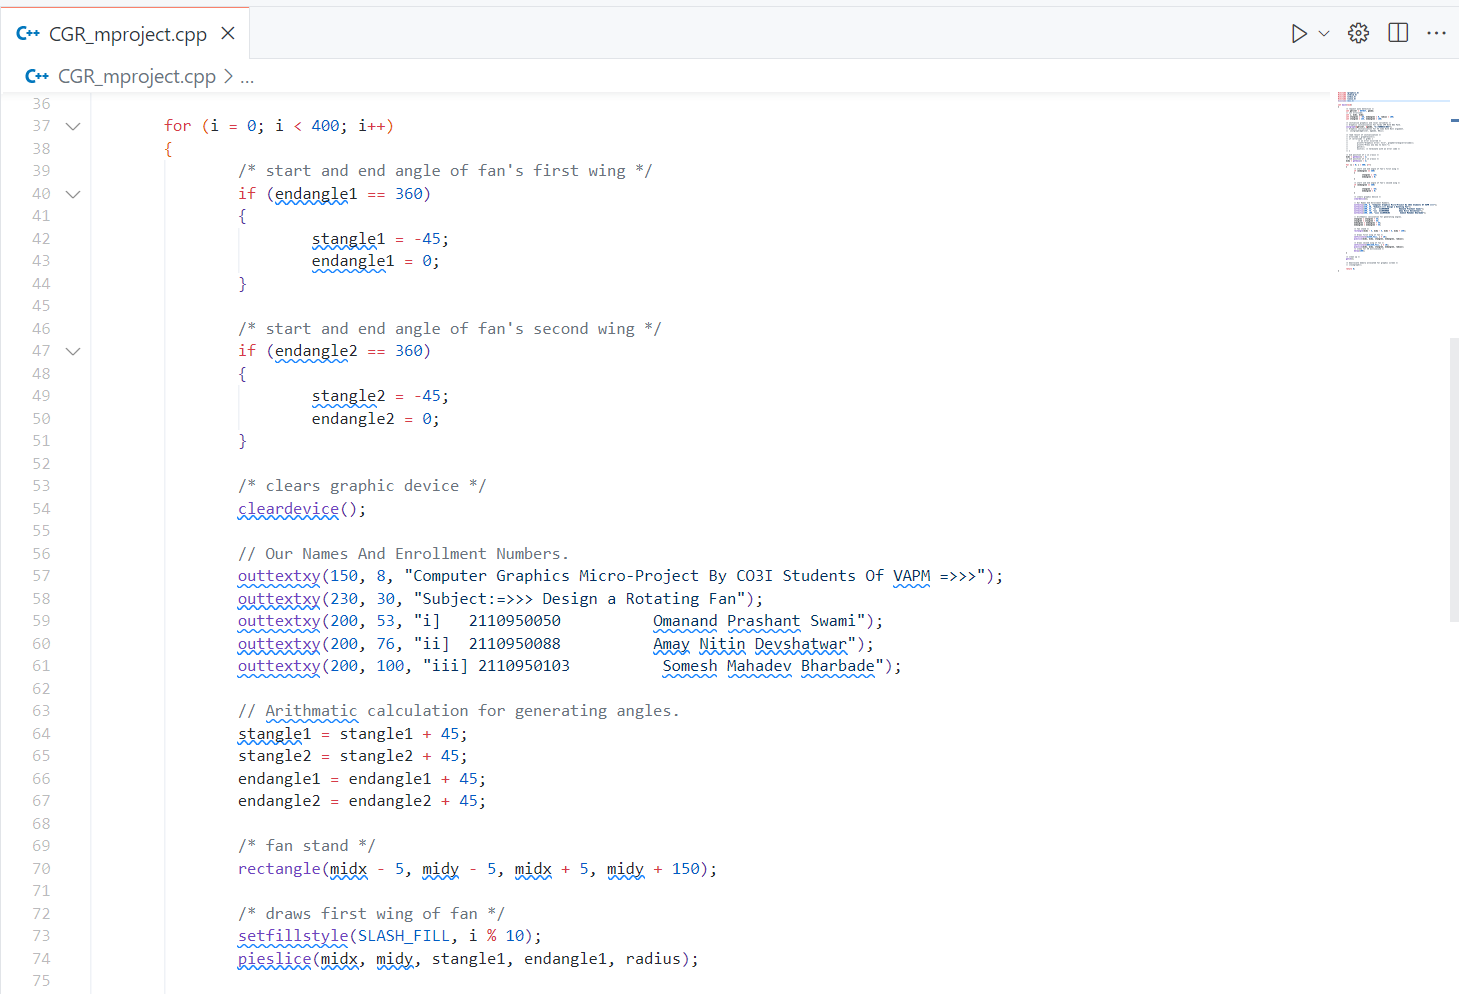 C++ CGR_mproject.cpp
C++ CGR_mproject.cpp > ...
36
37 for (i = 0; i < 400; i++)
38 {
39 /* start and end angle of fan's first wing */
40 if (endangle1 == 360)
41 {
42 stangle1 = -45;
43 endangle1 = 0;
44 }
45
46 /* start and end angle of fan's second wing */
47 if (endangle2 == 360)
48 {
49 stangle2 = -45;
50 endangle2 = 0;
51 }
52
53 /* clears graphic device */
54 cleardevice();
55
56 // Our Names And Enrollment Numbers.
57 outtextxy(150, 8, "Computer Graphics Micro-Project By CO3I Students Of VAPM =>>>");
58 outtextxy(230, 30, "Subject:=>>> Design a Rotating Fan");
59 outtextxy(200, 53, "i]   2110950050          Omanand Prashant Swami");
60 outtextxy(200, 76, "ii]  2110950088          Amay Nitin Devshatwar");
61 outtextxy(200, 100, "iii] 2110950103          Somesh Mahadev Bharbade");
62
63 // Arithmatic calculation for generating angles.
64 stangle1 = stangle1 + 45;
65 stangle2 = stangle2 + 45;
66 endangle1 = endangle1 + 45;
67 endangle2 = endangle2 + 45;
68
69 /* fan stand */
70 rectangle(midx - 5, midy - 5, midx + 5, midy + 150);
71
72 /* draws first wing of fan */
73 setfillstyle(SLASH_FILL, i % 10);
74 pieslice(midx, midy, stangle1, endangle1, radius);
75